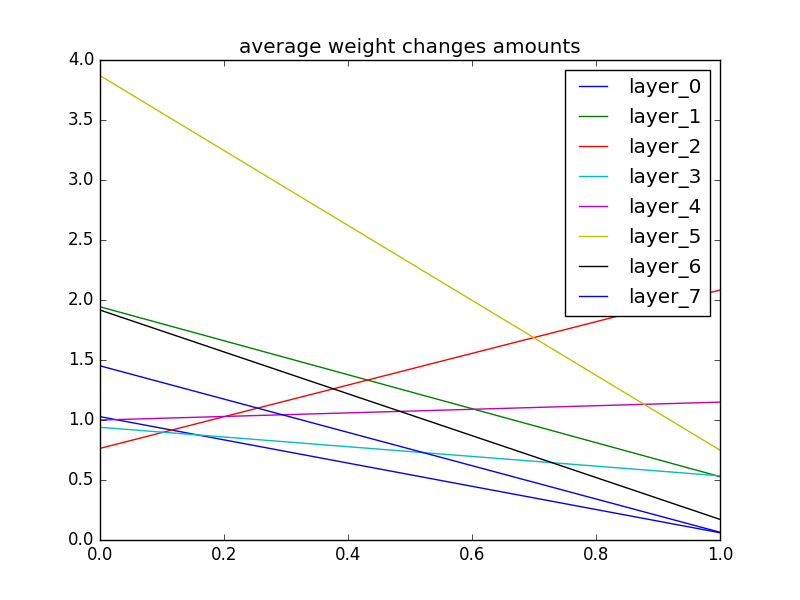 average weight changes amounts
4.0
3.5
3.0
2.5
2.0
1.5
1.0
0.5
0.0
0.0 0.2 0.4 0.6 0.8 1.0
layer_0
layer_1
layer_2
layer_3
layer_4
layer_5
layer_6
layer_7